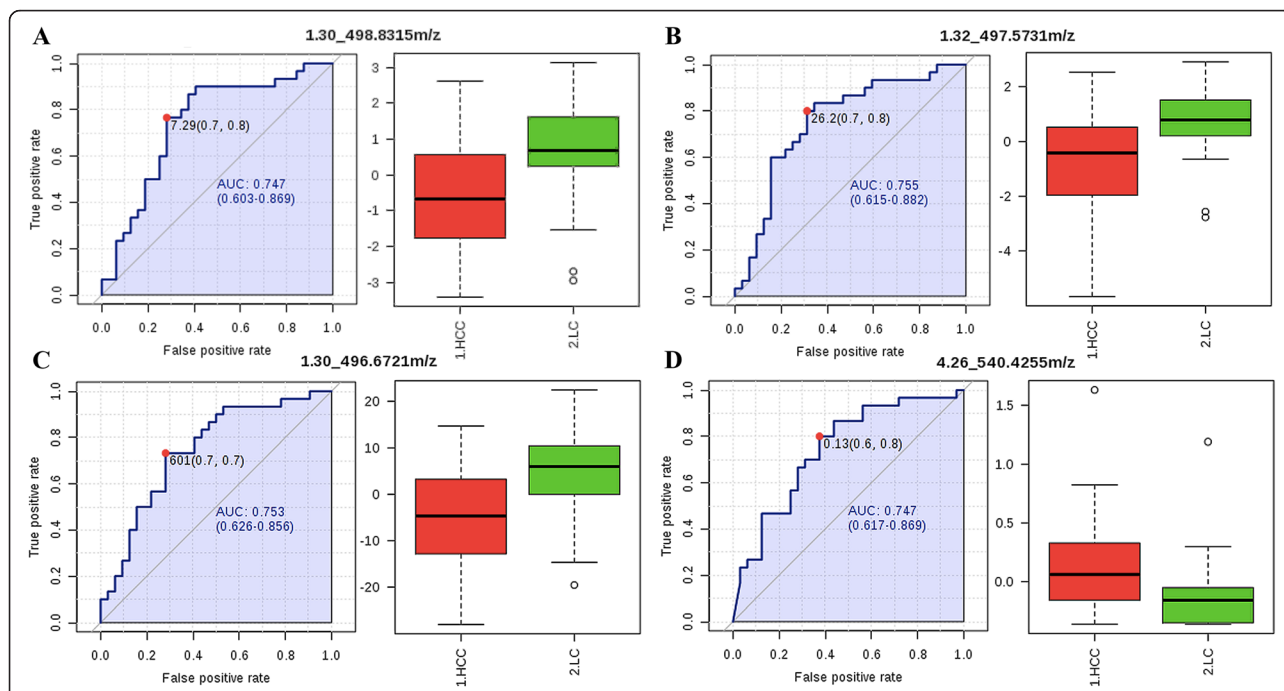 A
1.30_498.8315m/z
True positive rate
1.0
0.8
0.6
0.4
0.2
0.0
7.29(0.7, 0.8)
AUC: 0.747
(0.603-0.869)
0.0 0.2 0.4 0.6 0.8 1.0
False positive rate
3
2
1
0
-1
-2
-3
1.HCC
2.LC
B
1.32_497.5731m/z
True positive rate
1.0
0.8
0.6
0.4
0.2
0.0
26.2(0.7, 0.8)
AUC: 0.755
(0.615-0.882)
0.0 0.2 0.4 0.6 0.8 1.0
False positive rate
2
0
-2
-4
1.HCC
2.LC
C
1.30_496.6721m/z
True positive rate
1.0
0.8
0.6
0.4
0.2
0.0
601(0.7, 0.7)
AUC: 0.753
(0.626-0.856)
0.0 0.2 0.4 0.6 0.8 1.0
False positive rate
20
10
0
-10
-20
1.HCC
2.LC
D
4.26_540.4255m/z
True positive rate
1.0
0.8
0.6
0.4
0.2
0.0
0.13(0.6, 0.8)
AUC: 0.747
(0.617-0.869)
0.0 0.2 0.4 0.6 0.8 1.0
False positive rate
1.5
0.5
0.0
1.HCC
2.LC